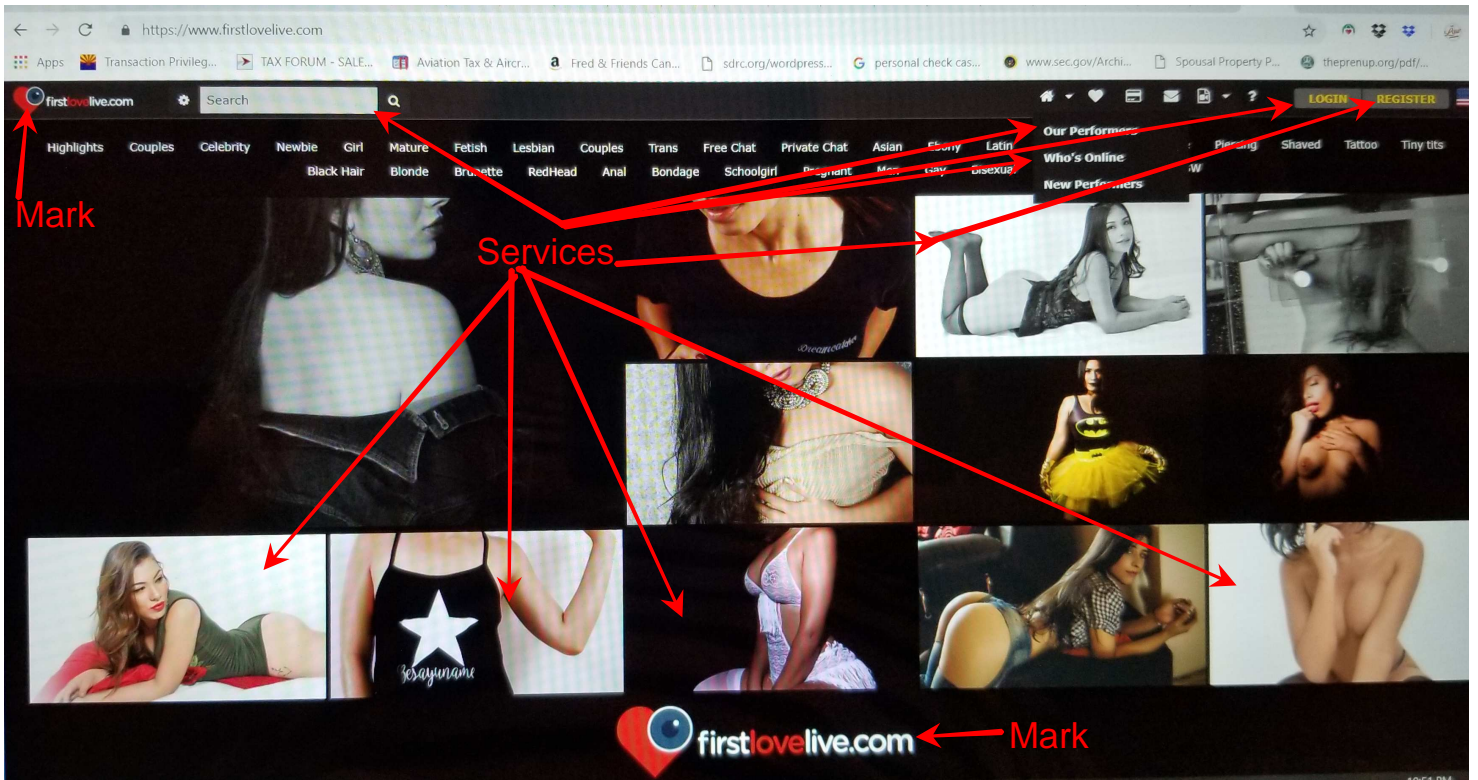 https://www.firstlovelive.com
Apps Transaction Privileg... TAX FORUM - SALE... Aviation Tax & Aircr... a Fred & Friends Can... sdrc.org/wordpress... G personal check cas... www.sec.gov/Archi... Spousal Property P... theprenup.org/pdf/...
firstlovelive.com Search ? LOGIN REGISTER
Highlights Couples Celebrity Newbie Girl Mature Fetish Lesbian Couples Trans Free Chat Private Chat Asian Ebony Latin Our Performers Piercing Shaved Tattoo Tiny tits
Black Hair Blonde Brunette RedHead Anal Bondage Schoolgirl Pregnant Men Gay Bisexual Who's Online
New Performers
Mark
Services
Dreamcatcher
Besayuname
firstlovelive.com Mark